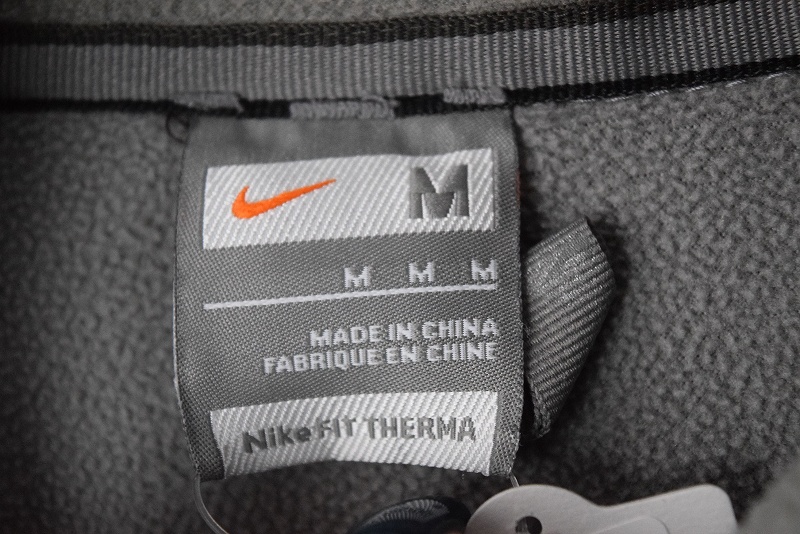 M
M M M
MADE IN CHINA
FABRIQUE EN CHINE
Nike FIT THERMA